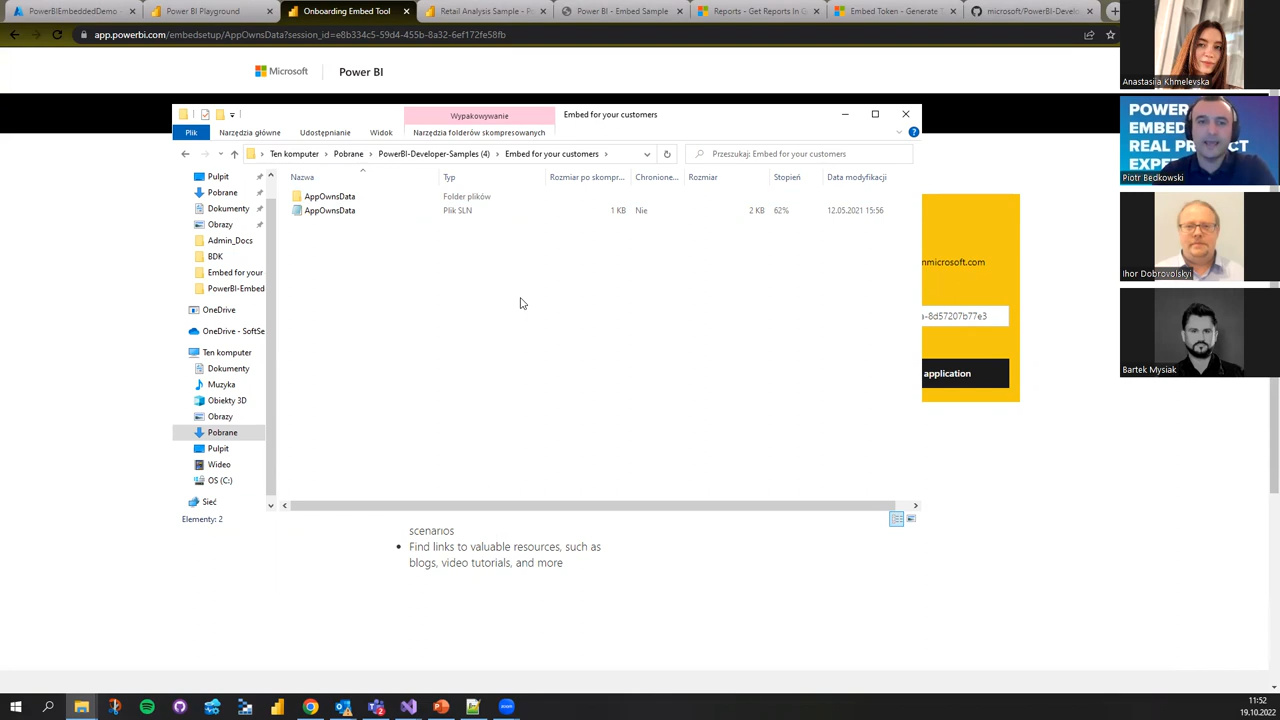 PowerBIEmbeddedDemo -
Power BI Playground
Onboarding Embed Tool
Retail Analysis Sample - P
Power BI - Embed Sample
Reports - Get Reports In G
Embed Token - Generate T
microsoft/PowerBI-Develo
app.powerbi.com/embedsetup/AppOwnsData?session_id=e8b334c5-59d4-455b-8a32-6ef172fe58fb
Microsoft
Power BI
Wypakowywanie
Embed for your customers
Plik
Narzędzia główne
Udostępnianie
Widok
Narzędzia folderów skompresowanych
Ten komputer
Pobrane
PowerBI-Developer-Samples (4)
Embed for your customers
Przeszukaj: Embed for your customers
Nazwa
Typ
Rozmiar po skompr...
Chronione...
Rozmiar
Stopień
Data modyfikacji
AppOwnsData
Folder plików
AppOwnsData
Plik SLN
1 KB
Nie
2 KB
62%
12.05.2021 15:56
Pulpit
Pobrane
Dokumenty
Obrazy
Admin_Docs
BDK
Embed for your
PowerBI-Embed
OneDrive
OneDrive - SoftSe
Ten komputer
Dokumenty
Muzyka
Obiekty 3D
Obrazy
Pobrane
Pulpit
Wideo
OS (C:)
Sieć
Elementy: 2
nmicrosoft.com
a-8d57207b77e3
application
scenarios
• Find links to valuable resources, such as
blogs, video tutorials, and more
Anastasiia Khmelevska
POWER
EMBED
REAL PR CT
EXPE
Piotr Bedkowski
Ihor Dobrovolskyi
Bartek Mysiak
11:52
19.10.2022